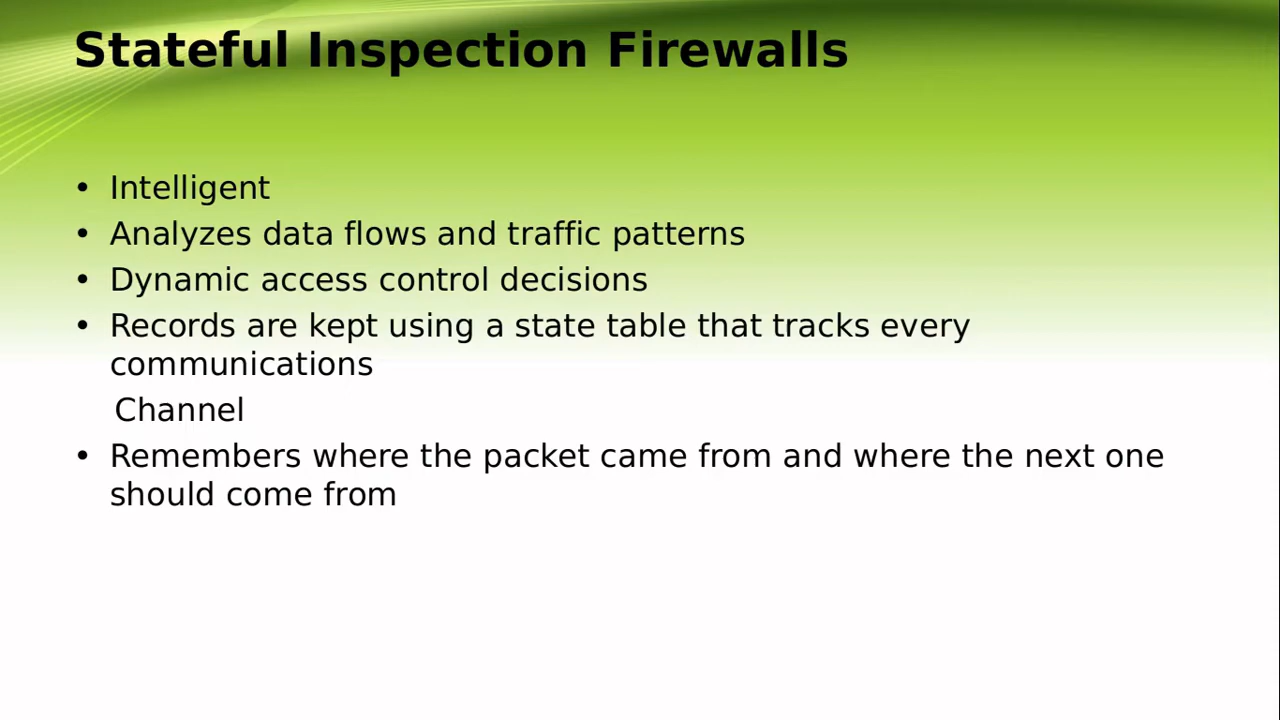 Stateful Inspection Firewalls
• Intelligent
• Analyzes data flows and traffic patterns
• Dynamic access control decisions
• Records are kept using a state table that tracks every
communications
Channel
• Remembers where the packet came from and where the next one
should come from